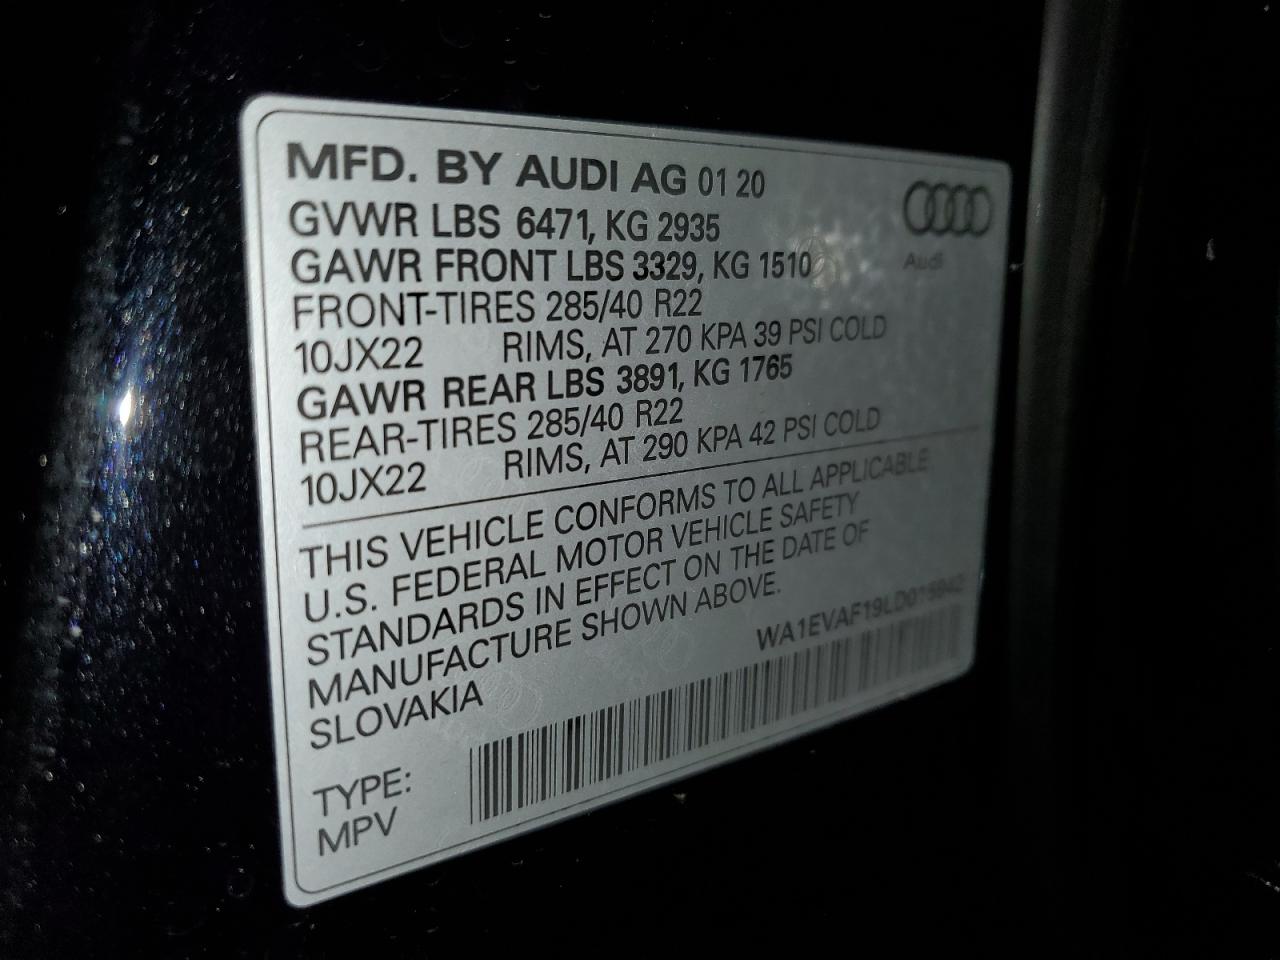 MFD. BY AUDI AG 01 20
GVWR LBS 6471, KG 2935
GAWR FRONT LBS 3329, KG 1510
FRONT-TIRES 285/40 R22
10JX22 RIMS, AT 270 KPA 39 PSI COLD
GAWR REAR LBS 3891, KG 1765
REAR-TIRES 285/40 R22
10JX22 RIMS, AT 290 KPA 42 PSI COLD
THIS VEHICLE CONFORMS TO ALL APPLICABLE
U.S. FEDERAL MOTOR VEHICLE SAFETY
STANDARDS IN EFFECT ON THE DATE OF
MANUFACTURE SHOWN ABOVE.
SLOVAKIA
TYPE:
MPV
Audi